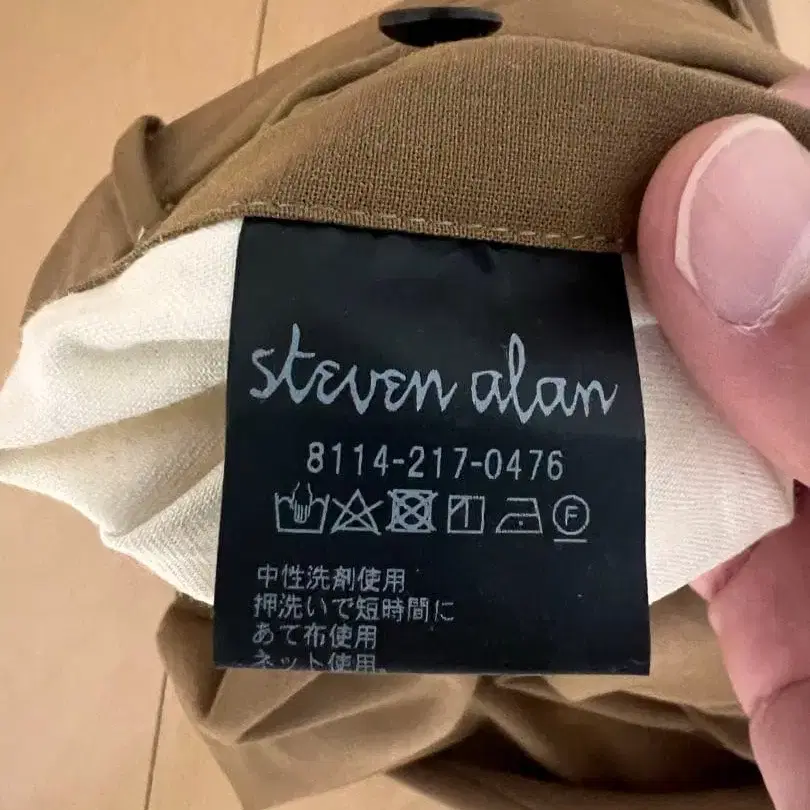 steven alan
8114-217-0476
F
中性洗剤使用
押洗いで短時間に
あて布使用
ネット使用